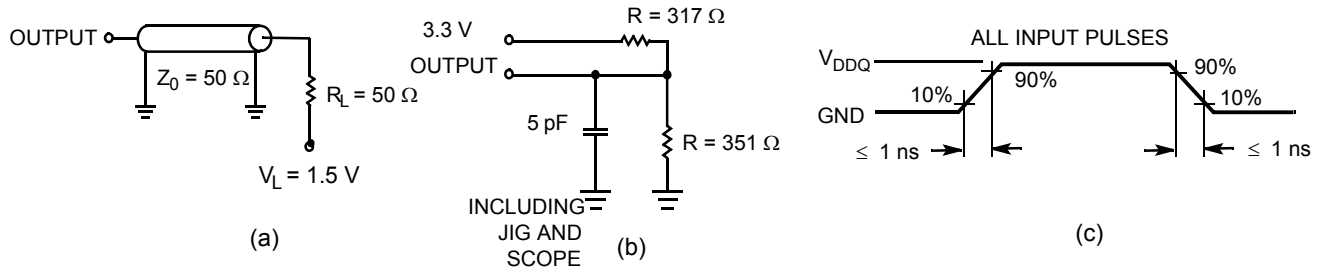 OUTPUT
Z0 = 50 Ω
RL = 50 Ω
VL = 1.5 V
(a)
R = 317 Ω
3.3 V
OUTPUT
5 pF
R = 351 Ω
INCLUDING
JIG AND
SCOPE
(b)
ALL INPUT PULSES
VDDQ
GND
10%
90%
90%
10%
≤ 1 ns
≤ 1 ns
(c)